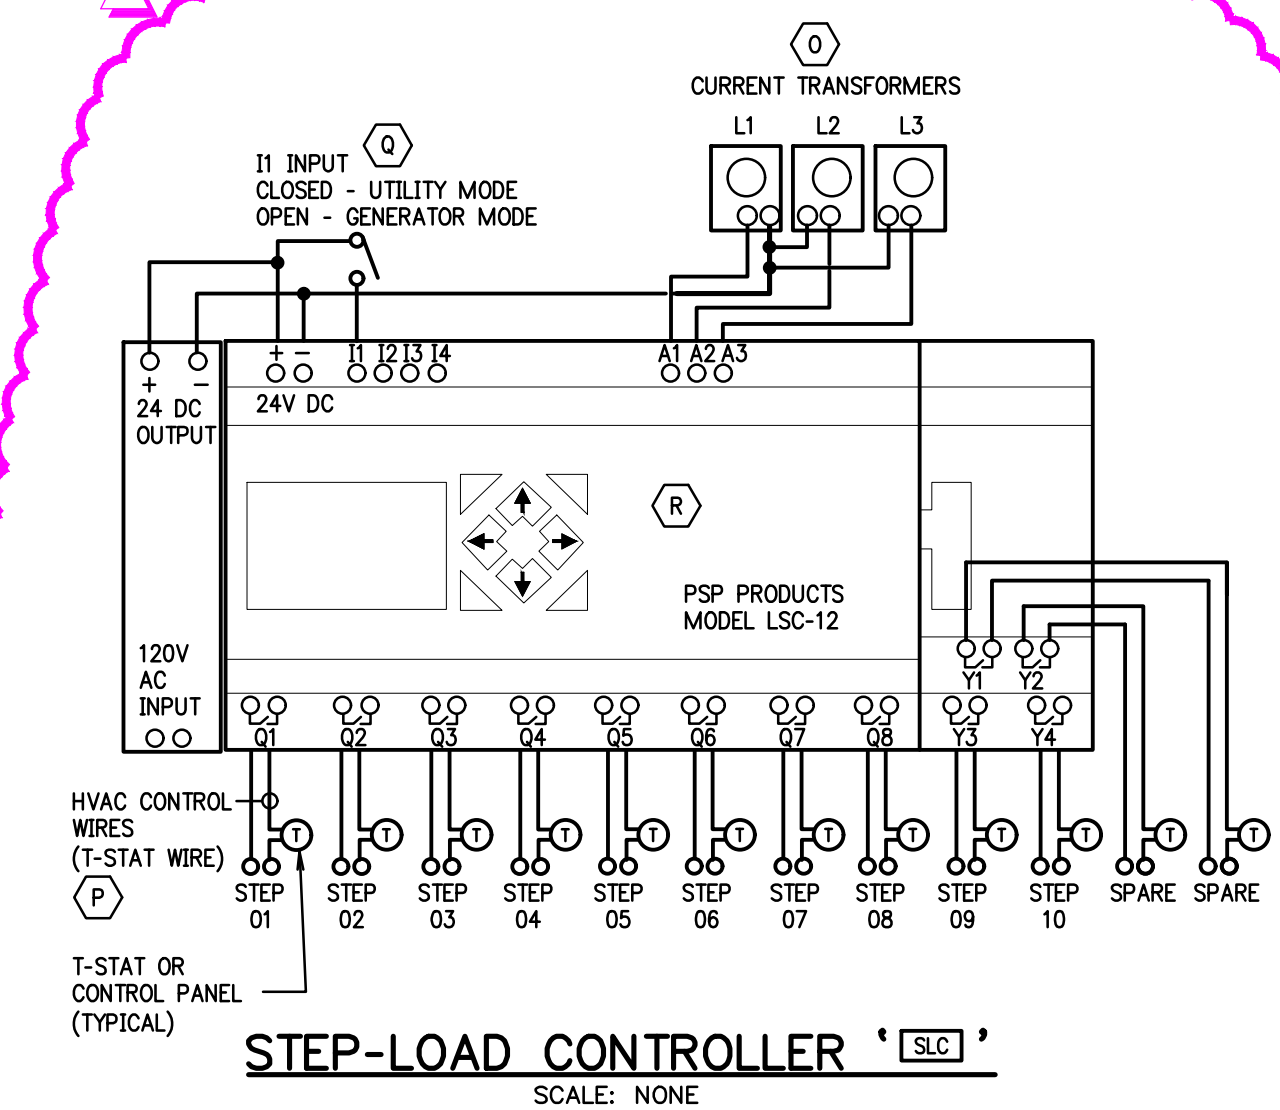 O
CURRENT TRANSFORMERS
L1 L2 L3
Q
I1 INPUT
CLOSED - UTILITY MODE
OPEN - GENERATOR MODE
+ - I1 I2 I3 I4 A1 A2 A3
24V DC
+ -
24 DC
OUTPUT
R
PSP PRODUCTS
MODEL LSC-12
120V
AC
INPUT
Y1 Y2
Q1 Q2 Q3 Q4 Q5 Q6 Q7 Q8 Y3 Y4
HVAC CONTROL
WIRES
(T-STAT WIRE)
P
T T T T T T T T T T T T
STEP STEP STEP STEP STEP STEP STEP STEP STEP STEP SPARE SPARE
01 02 03 04 05 06 07 08 09 10
T-STAT OR
CONTROL PANEL
(TYPICAL)
STEP-LOAD CONTROLLER ‘ SLC ’
SCALE: NONE